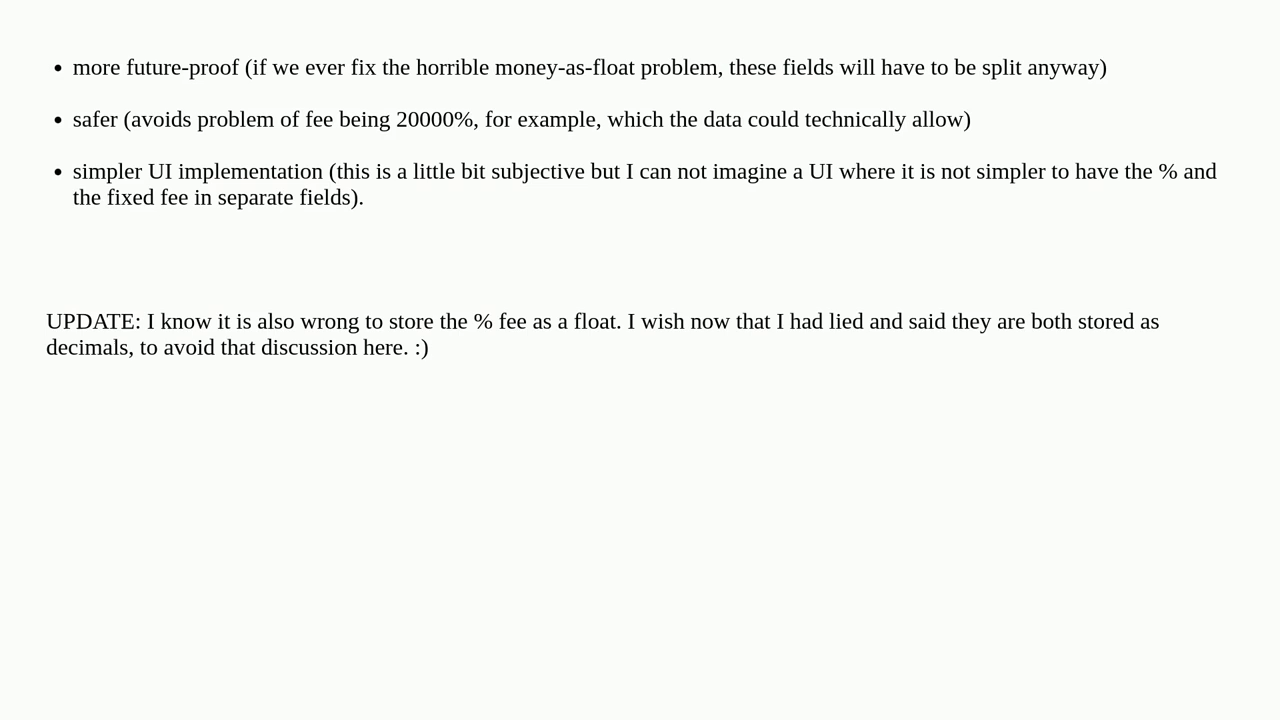 • more future-proof (if we ever fix the horrible money-as-float problem, these fields will have to be split anyway)
• safer (avoids problem of fee being 20000%, for example, which the data could technically allow)
• simpler UI implementation (this is a little bit subjective but I can not imagine a UI where it is not simpler to have the % and
the fixed fee in separate fields).
UPDATE: I know it is also wrong to store the % fee as a float. I wish now that I had lied and said they are both stored as
decimals, to avoid that discussion here. :)